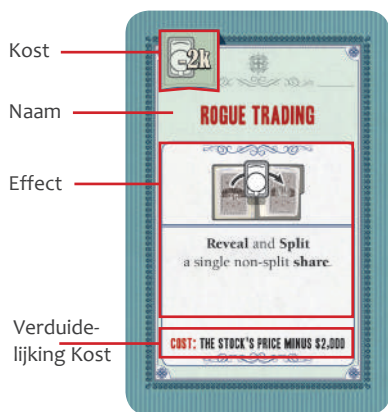 Kost
2k
Naam
ROGUE TRADING
Effect
Reveal and Split
a single non-split share.
Verduide-
lijking Kost
COST: THE STOCK'S PRICE MINUS $2,000